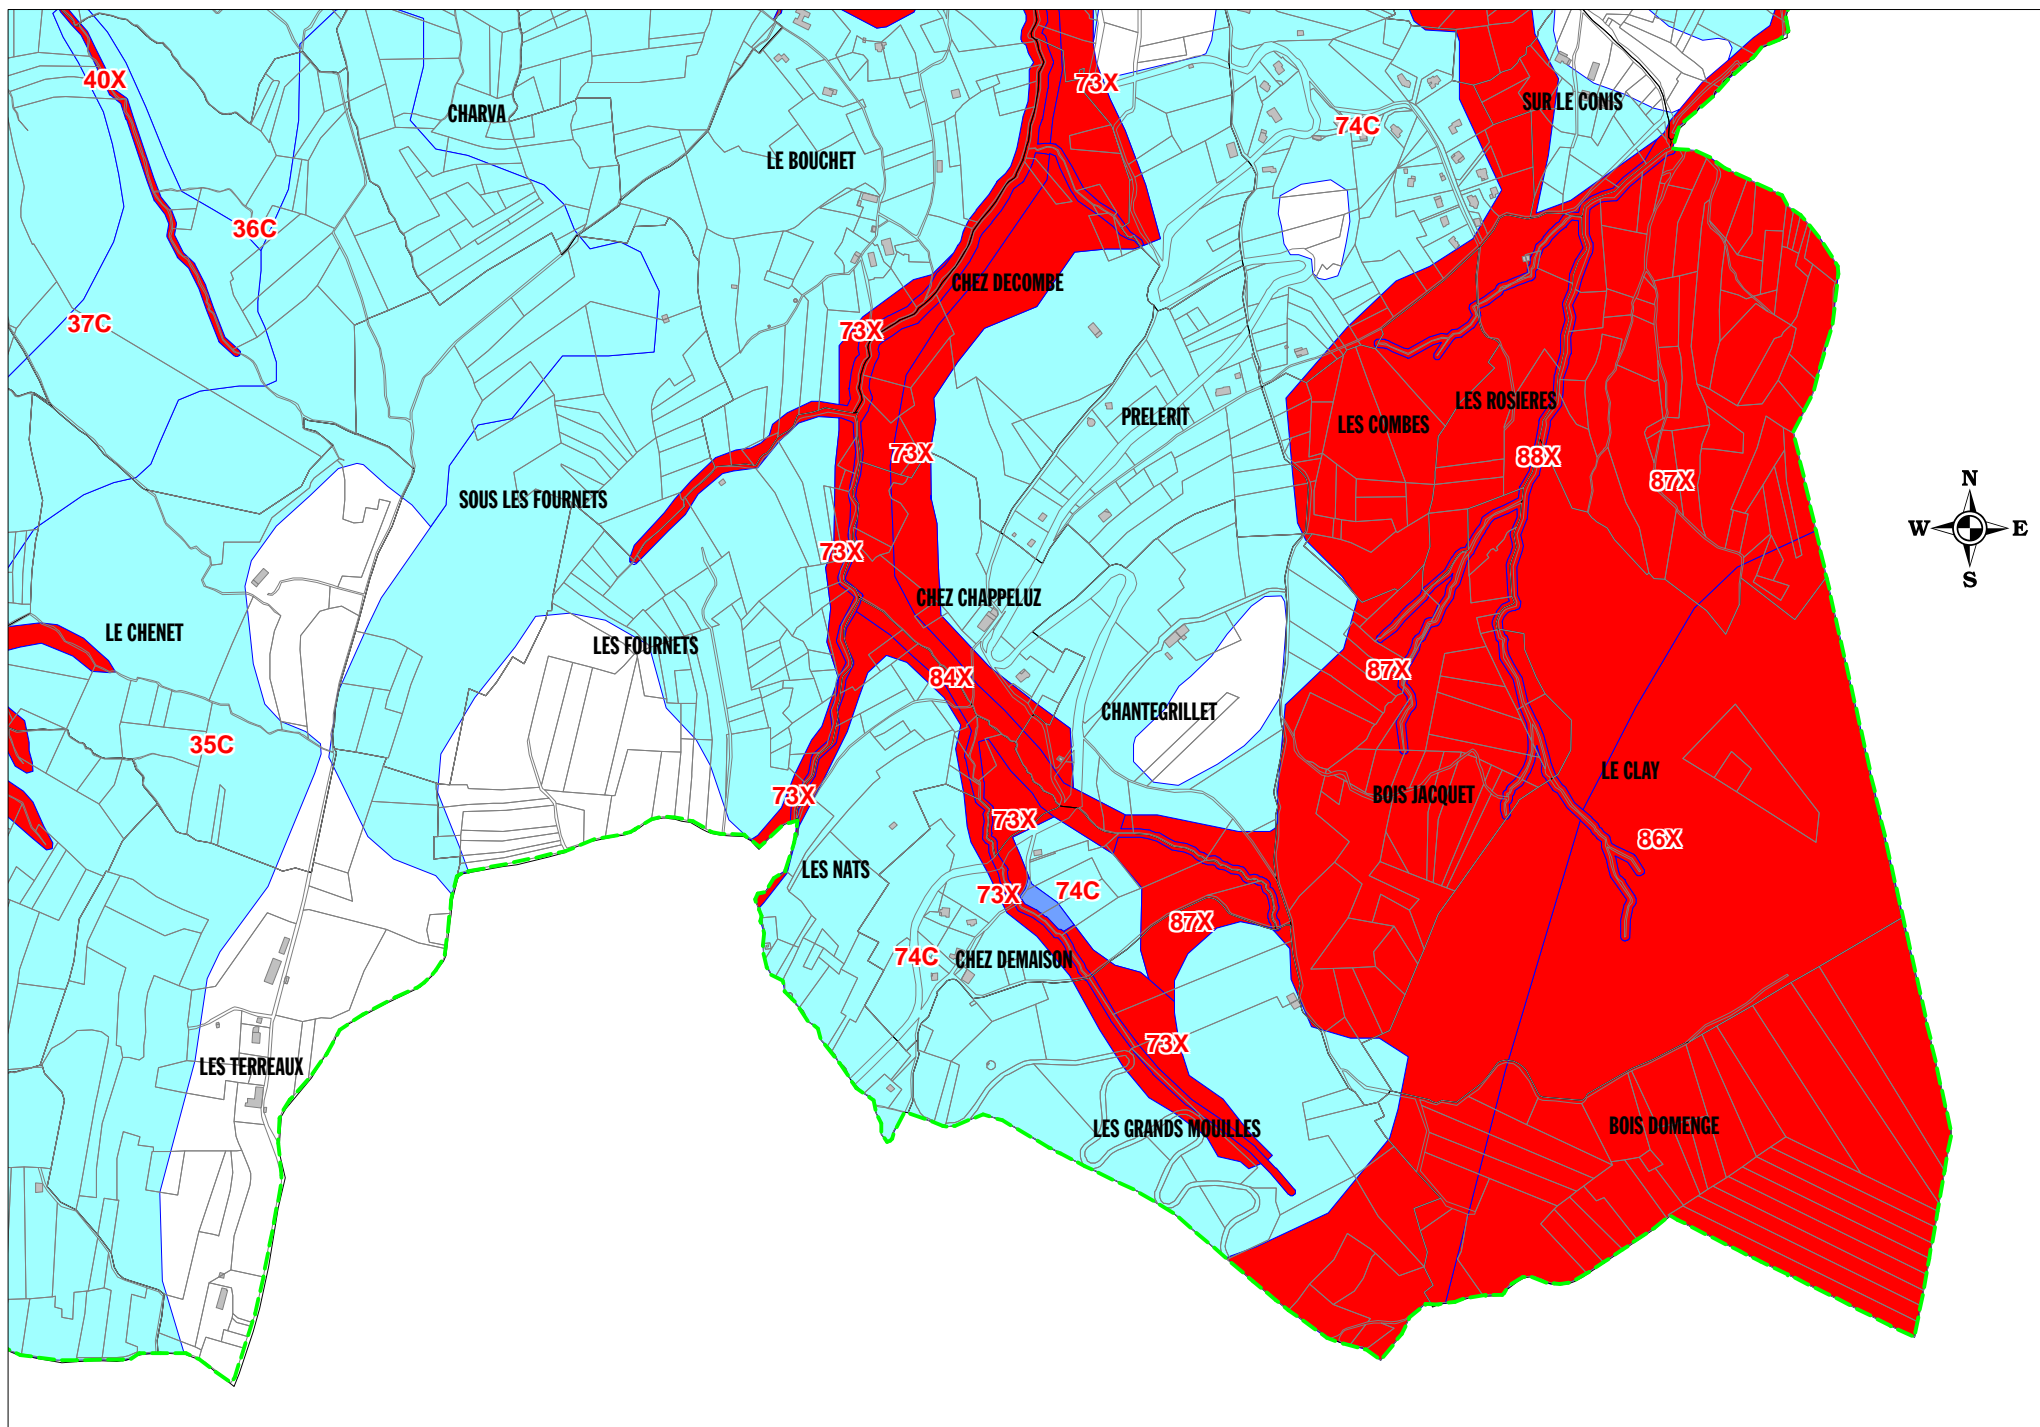 40X
73X
SUR LE CONIS
CHARVA
74C
LE BOUCHET
36C
CHEZ DECOMBE
37C
73X
LES ROSIERES
PRELERIT
LES COMBES
73X
88X
87X
N
W E
S
SOUS LES FOURNETS
73X
CHEZ CHAPPELUZ
LE CHENET
LES FOURNETS
87X
84X
CHANTEGRILLET
35C
LE CLAY
73X
BOIS JACQUET
73X
86X
LES NATS
73X
74C
87X
74C
CHEZ DEMAISON
73X
LES TERREAUX
LES GRANDS MOUILLES
BOIS DOMENGE